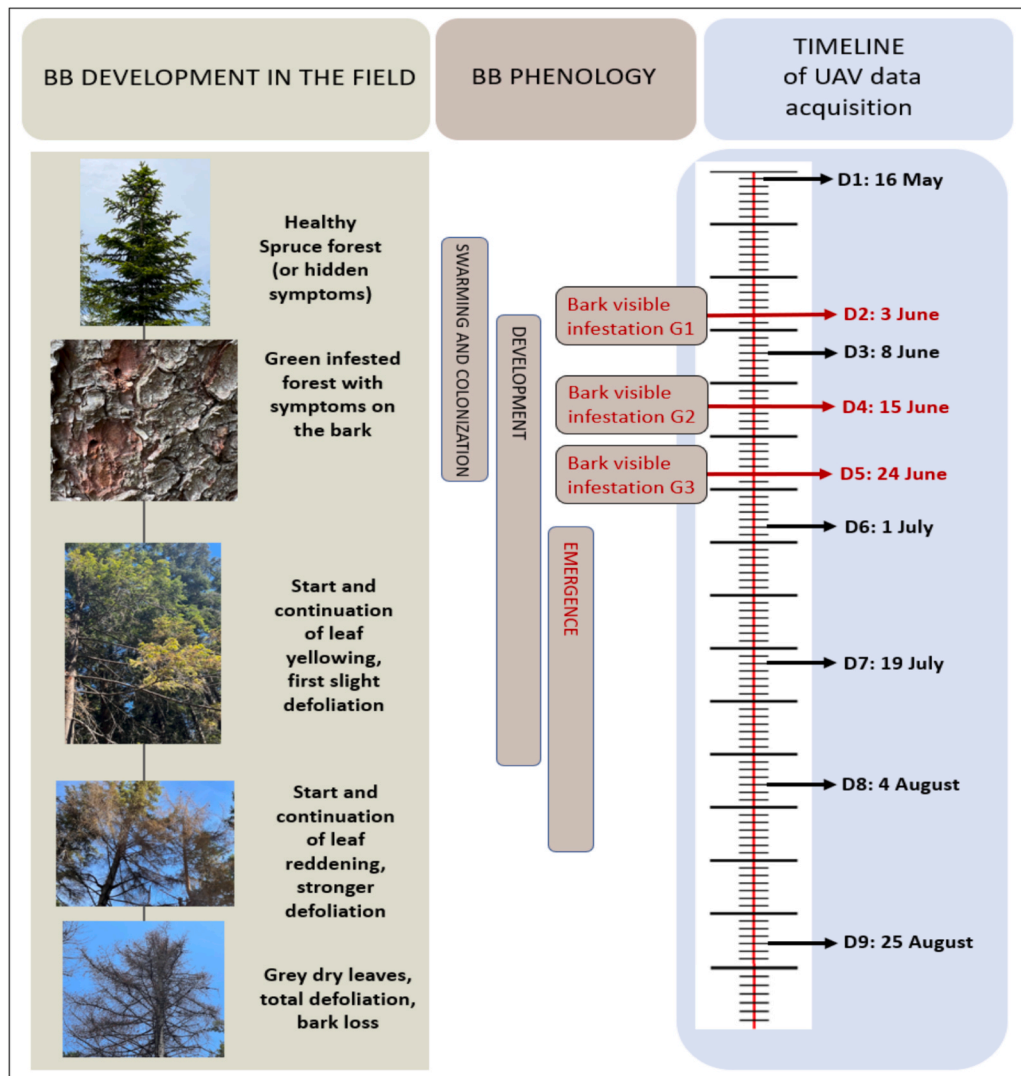 BB DEVELOPMENT IN THE FIELD
BB PHENOLOGY
TIMELINE
of UAV data
acquisition
Healthy
Spruce forest
(or hidden
symptoms)
Green infested
forest with
symptoms on
the bark
Start and
continuation
of leaf
yellowing,
first slight
defoliation
Start and
continuation
of leaf
reddening,
stronger
defoliation
Grey dry leaves,
total defoliation,
bark loss
SWARMING AND COLONIZATION
DEVELOPMENT
EMERGENCE
Bark visible
infestation G1
Bark visible
infestation G2
Bark visible
infestation G3
D1: 16 May
D2: 3 June
D3: 8 June
D4: 15 June
D5: 24 June
D6: 1 July
D7: 19 July
D8: 4 August
D9: 25 August